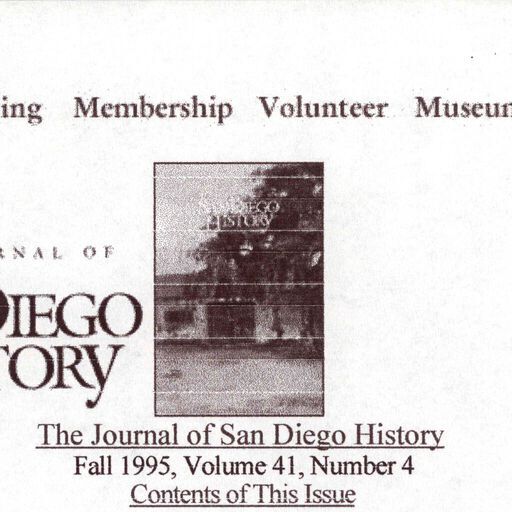 ing Membership Volunteer Museum
SAN DIEGO
HISTORY
RNAL OF
DIEGO
TORY
The Journal of San Diego History
Fall 1995, Volume 41, Number 4
Contents of This Issue